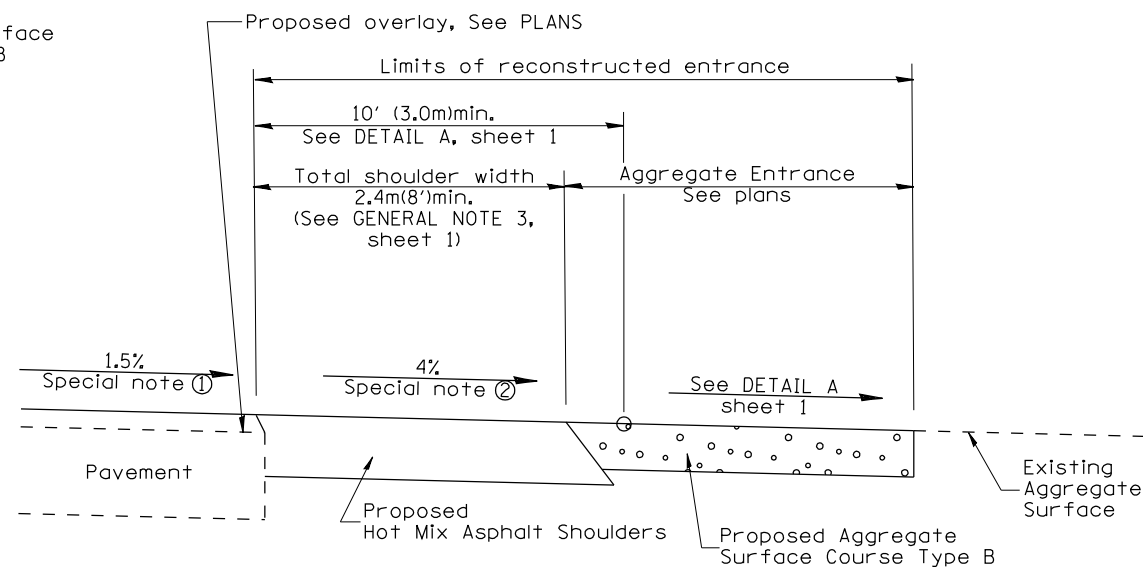 face
B
Proposed overlay, See PLANS
Limits of reconstructed entrance
10' (3.0m)min.
See DETAIL A, sheet 1
Total shoulder width
2.4m(8')min.
(See GENERAL NOTE 3,
sheet 1)
Aggregate Entrance
See plans
1.5%
Special note ①
4%
Special note ②
See DETAIL A
sheet 1
Pavement
Proposed
Hot Mix Asphalt Shoulders
Proposed Aggregate
Surface Course Type B
Existing
Aggregate
Surface